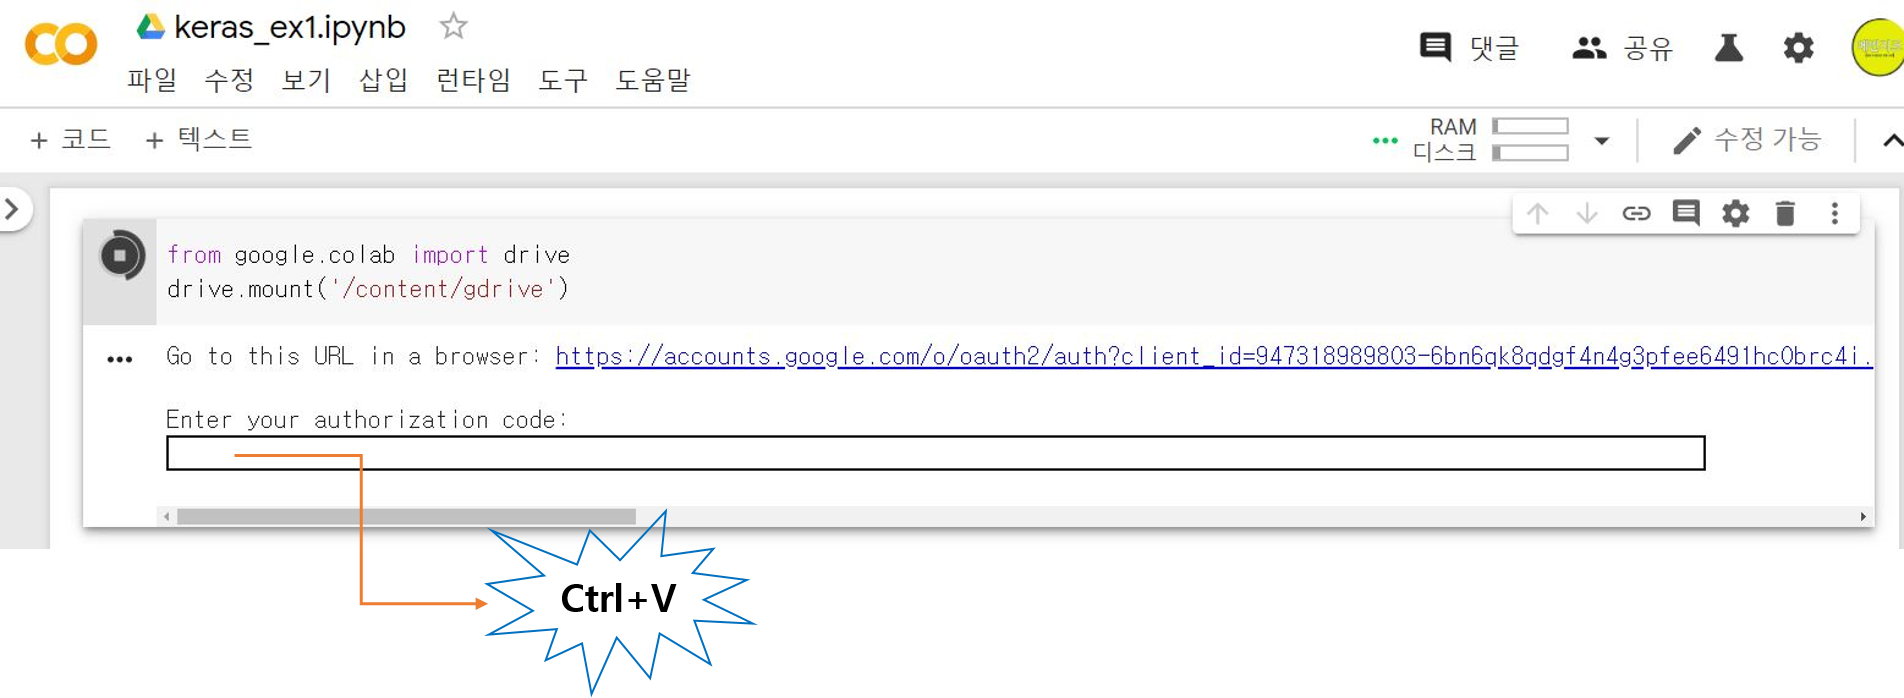 keras_ex1.ipynb
댓글 공유
파일 수정 보기 삽입 런타임 도구 도움말
+ 코드 + 텍스트
RAM
디스크
수정 가능
from google.colab import drive
drive.mount('/content/gdrive')
Go to this URL in a browser: https://accounts.google.com/o/oauth2/auth?client_id=947318989803-6bn6qk8qdgf4n4g3pfee6491hc0brc4i.
Enter your authorization code:
Ctrl+V